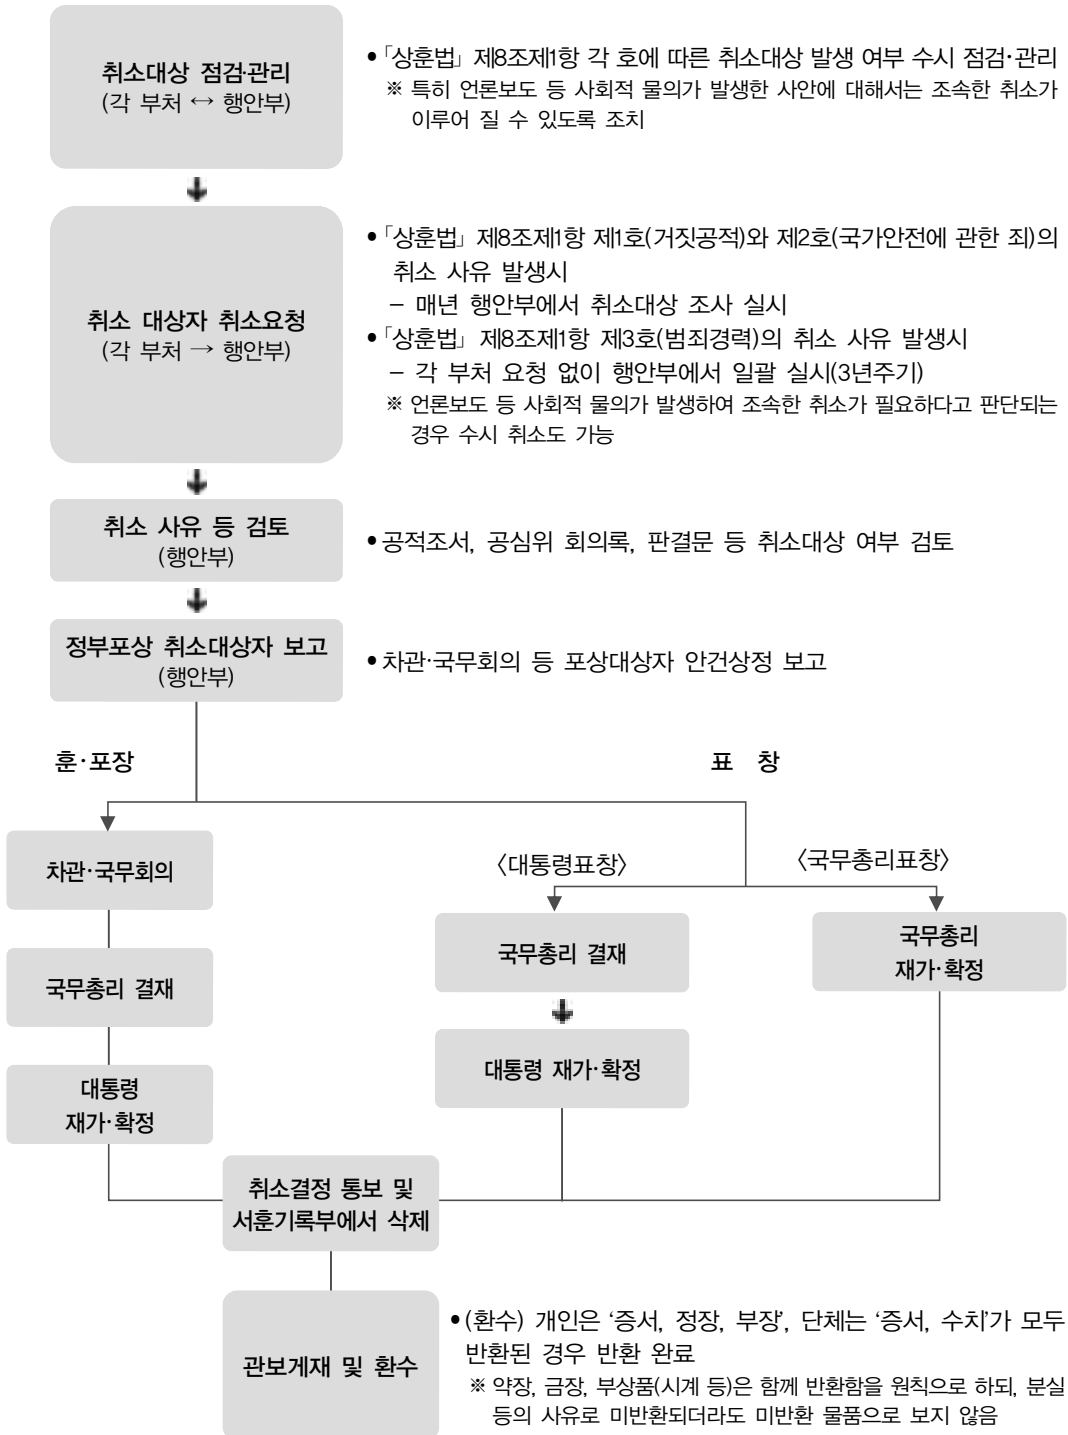 취소대상 점검·관리
(각 부처 ↔ 행안부)
•「상훈법」 제8조제1항 각 호에 따른 취소대상 발생 여부 수시 점검·관리
※ 특히 언론보도 등 사회적 물의가 발생한 사안에 대해서는 조속한 취소가
이루어 질 수 있도록 조치
취소 대상자 취소요청
(각 부처 → 행안부)
•「상훈법」 제8조제1항 제1호(거짓공적)와 제2호(국가안전에 관한 죄)의
취소 사유 발생시
– 매년 행안부에서 취소대상 조사 실시
•「상훈법」 제8조제1항 제3호(범죄경력)의 취소 사유 발생시
– 각 부처 요청 없이 행안부에서 일괄 실시(3년주기)
※ 언론보도 등 사회적 물의가 발생하여 조속한 취소가 필요하다고 판단되는
경우 수시 취소도 가능
취소 사유 등 검토
(행안부)
• 공적조서, 공심위 회의록, 판결문 등 취소대상 여부 검토
정부포상 취소대상자 보고
(행안부)
• 차관·국무회의 등 포상대상자 안건상정 보고
훈·포장
표 창
차관·국무회의
〈대통령표창〉
〈국무총리표창〉
국무총리 결재
국무총리
재가·확정
국무총리 결재
대통령 재가·확정
대통령
재가·확정
취소결정 통보 및
서훈기록부에서 삭제
관보게재 및 환수
• (환수) 개인은 ‘증서, 정장, 부장’, 단체는 ‘증서, 수치’가 모두
반환된 경우 반환 완료
※ 약장, 금장, 부상품(시계 등)은 함께 반환함을 원칙으로 하되, 분실
등의 사유로 미반환되더라도 미반환 물품으로 보지 않음